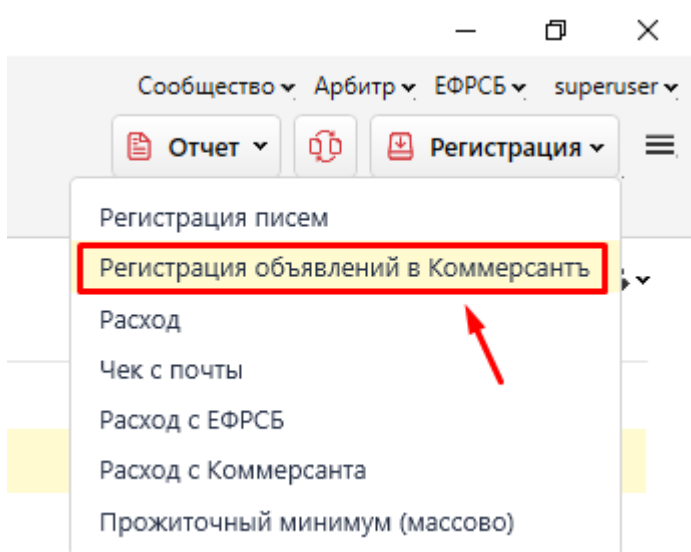 Сообщество Арбитр ЕФРСБ superuser
Отчет Регистрация
Регистрация писем
Регистрация объявлений в Коммерсантъ
Расход
Чек с почты
Расход с ЕФРСБ
Расход с Коммерсанта
Прожиточный минимум (массово)